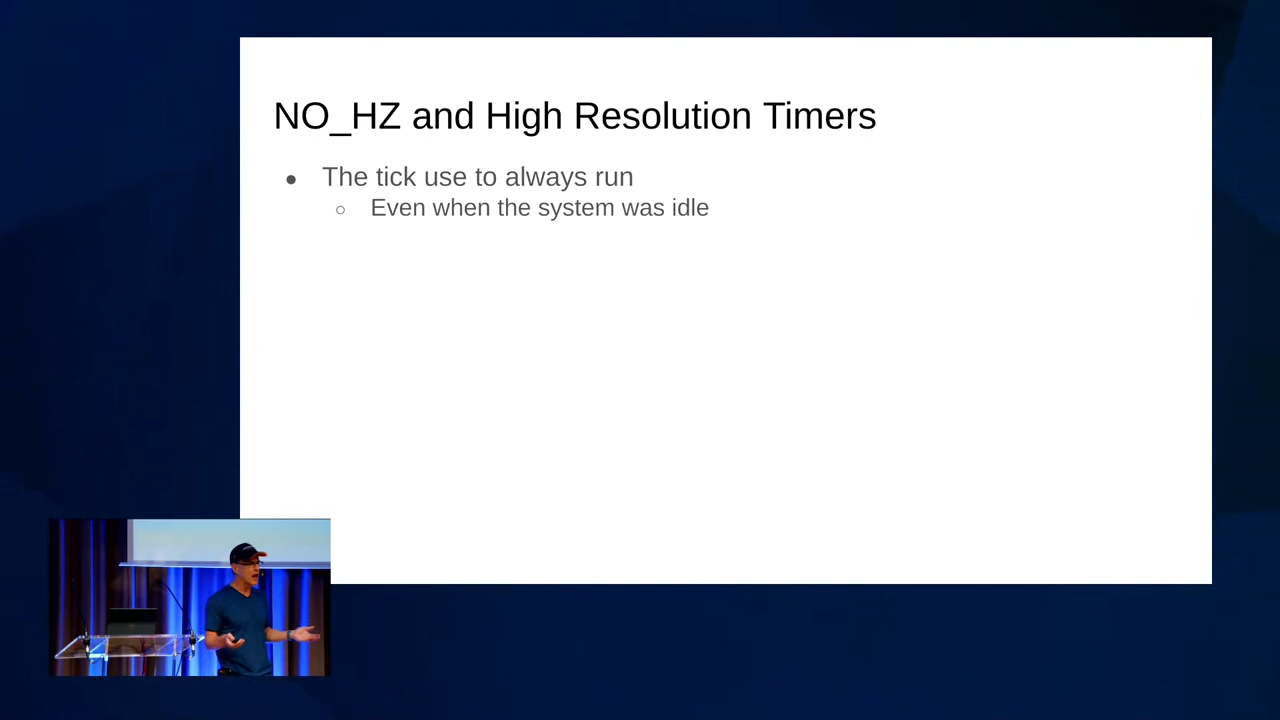 NO_HZ and High Resolution Timers
● The tick use to always run
○ Even when the system was idle